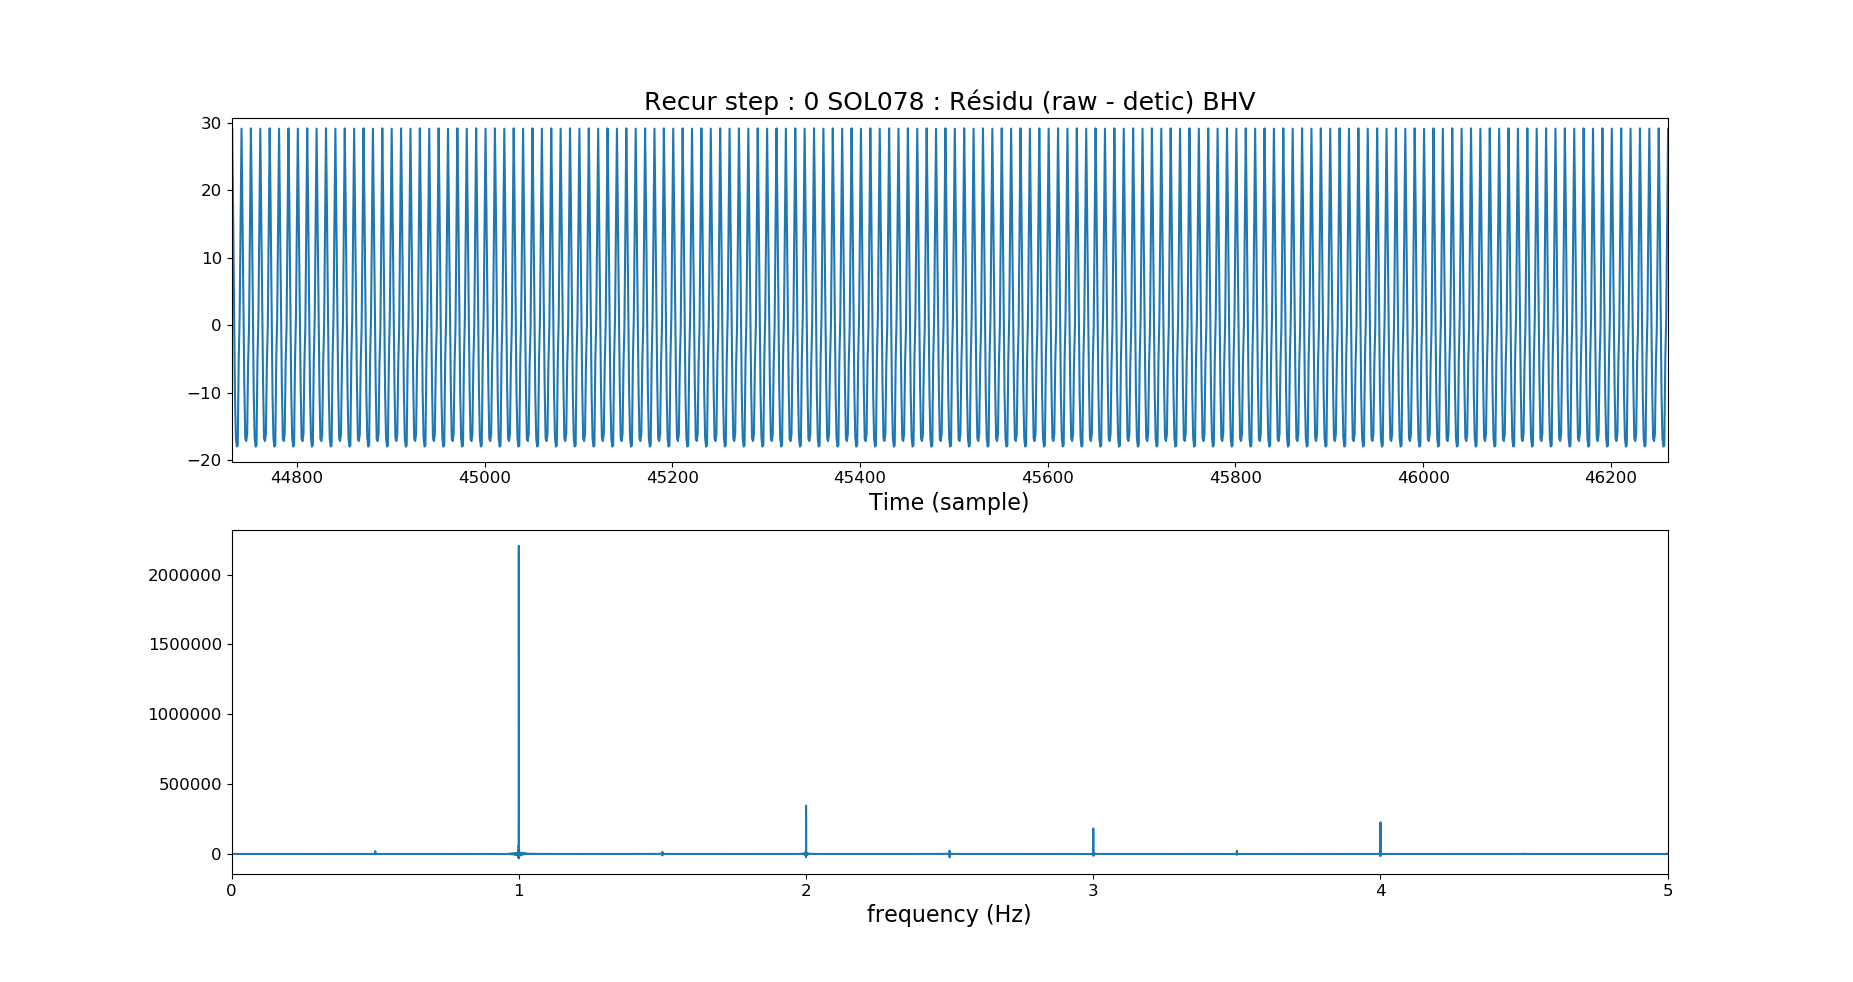 Recur step : 0 SOL078 : Résidu (raw - detic) BHV
30
20
10
0
−10
−20
44800 45000 45200 45400 45600 45800 46000 46200
Time (sample)
2000000
1500000
1000000
500000
0
0 1 2 3 4 5
frequency (Hz)